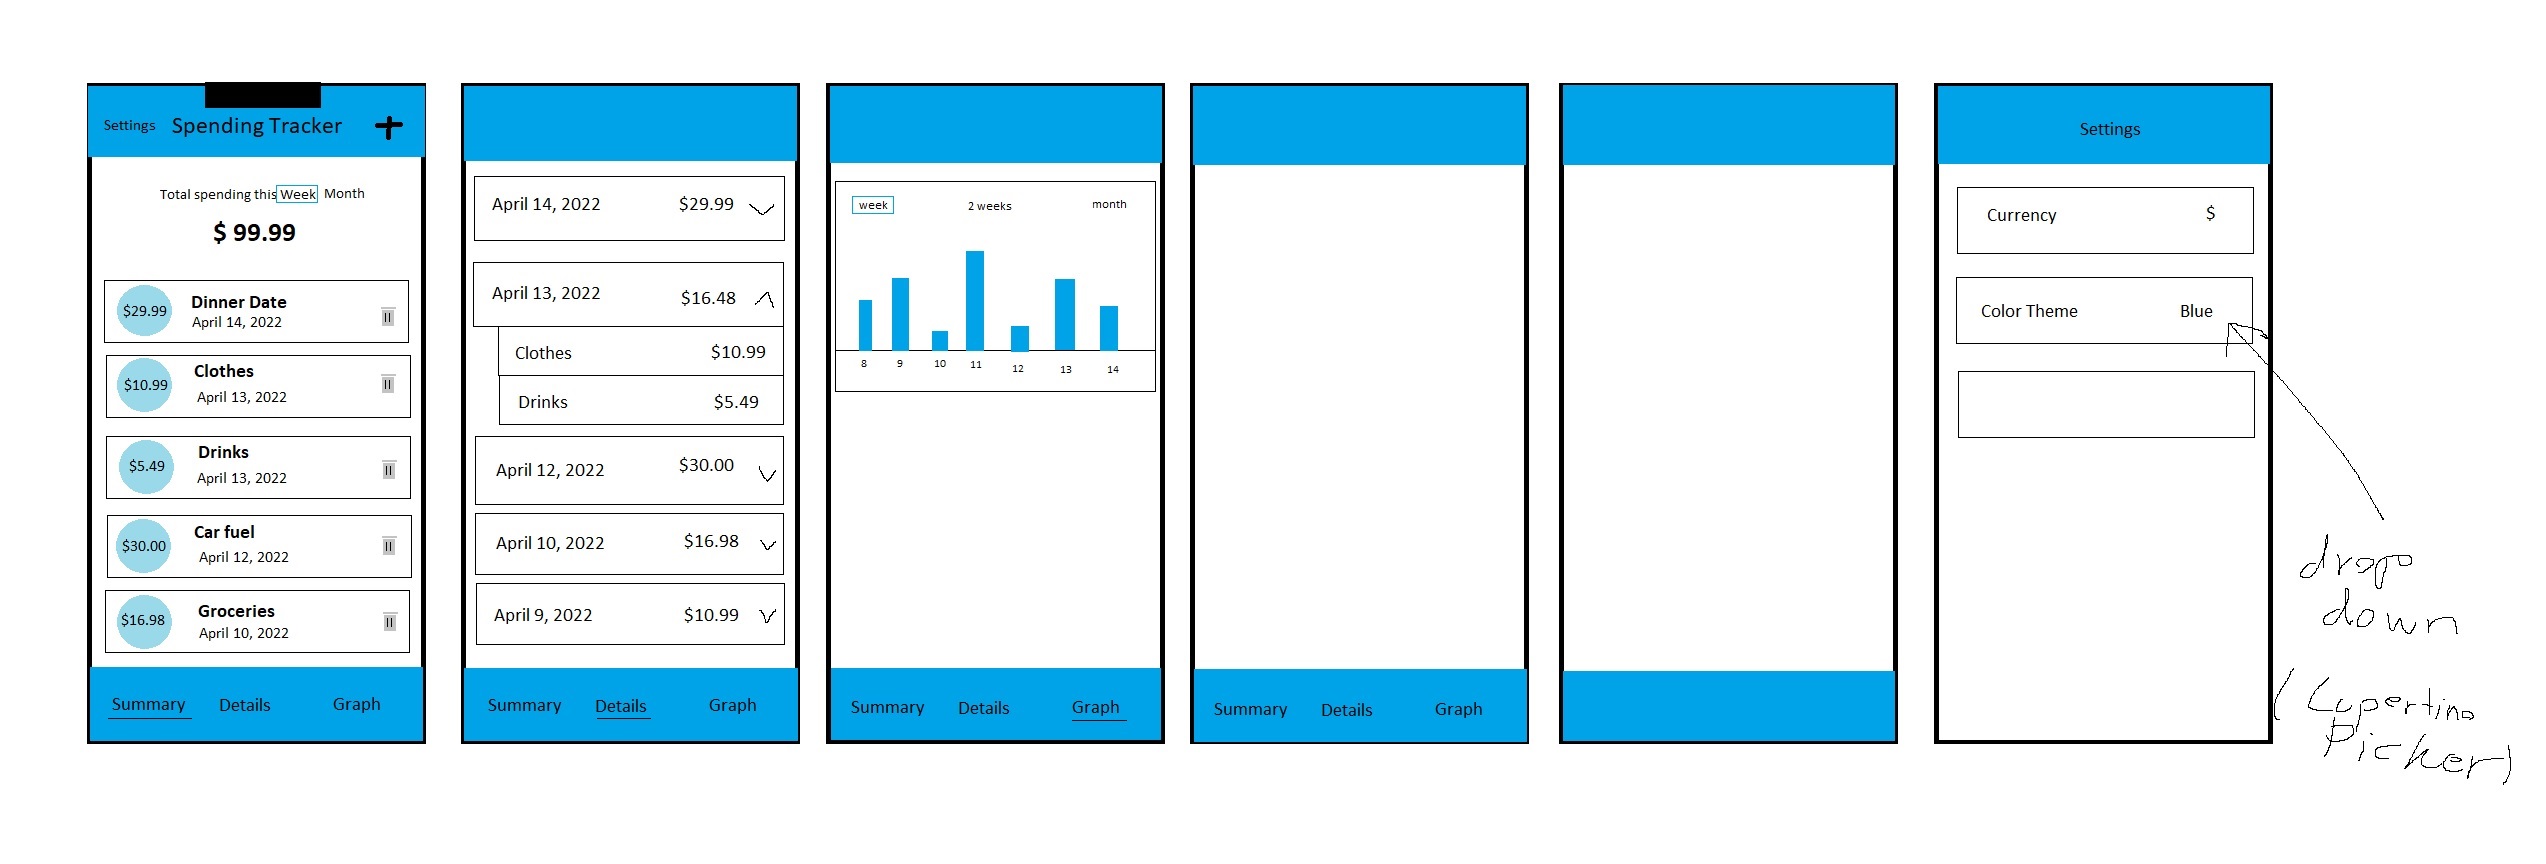 Settings Spending Tracker
Total spending this Week Month
$ 99.99
$29.99 Dinner Date
April 14, 2022
$10.99 Clothes
April 13, 2022
$5.49 Drinks
April 13, 2022
$30.00 Car fuel
April 12, 2022
$16.98 Groceries
April 10, 2022
Summary Details Graph
April 14, 2022 $29.99
April 13, 2022 $16.48
Clothes $10.99
Drinks $5.49
April 12, 2022 $30.00
April 10, 2022 $16.98
April 9, 2022 $10.99
Summary Details Graph
week 2 weeks month
8 9 10 11 12 13 14
Summary Details Graph
Summary Details Graph
Settings
Currency $
Color Theme Blue
drop
down
(Cupertino
Picker)